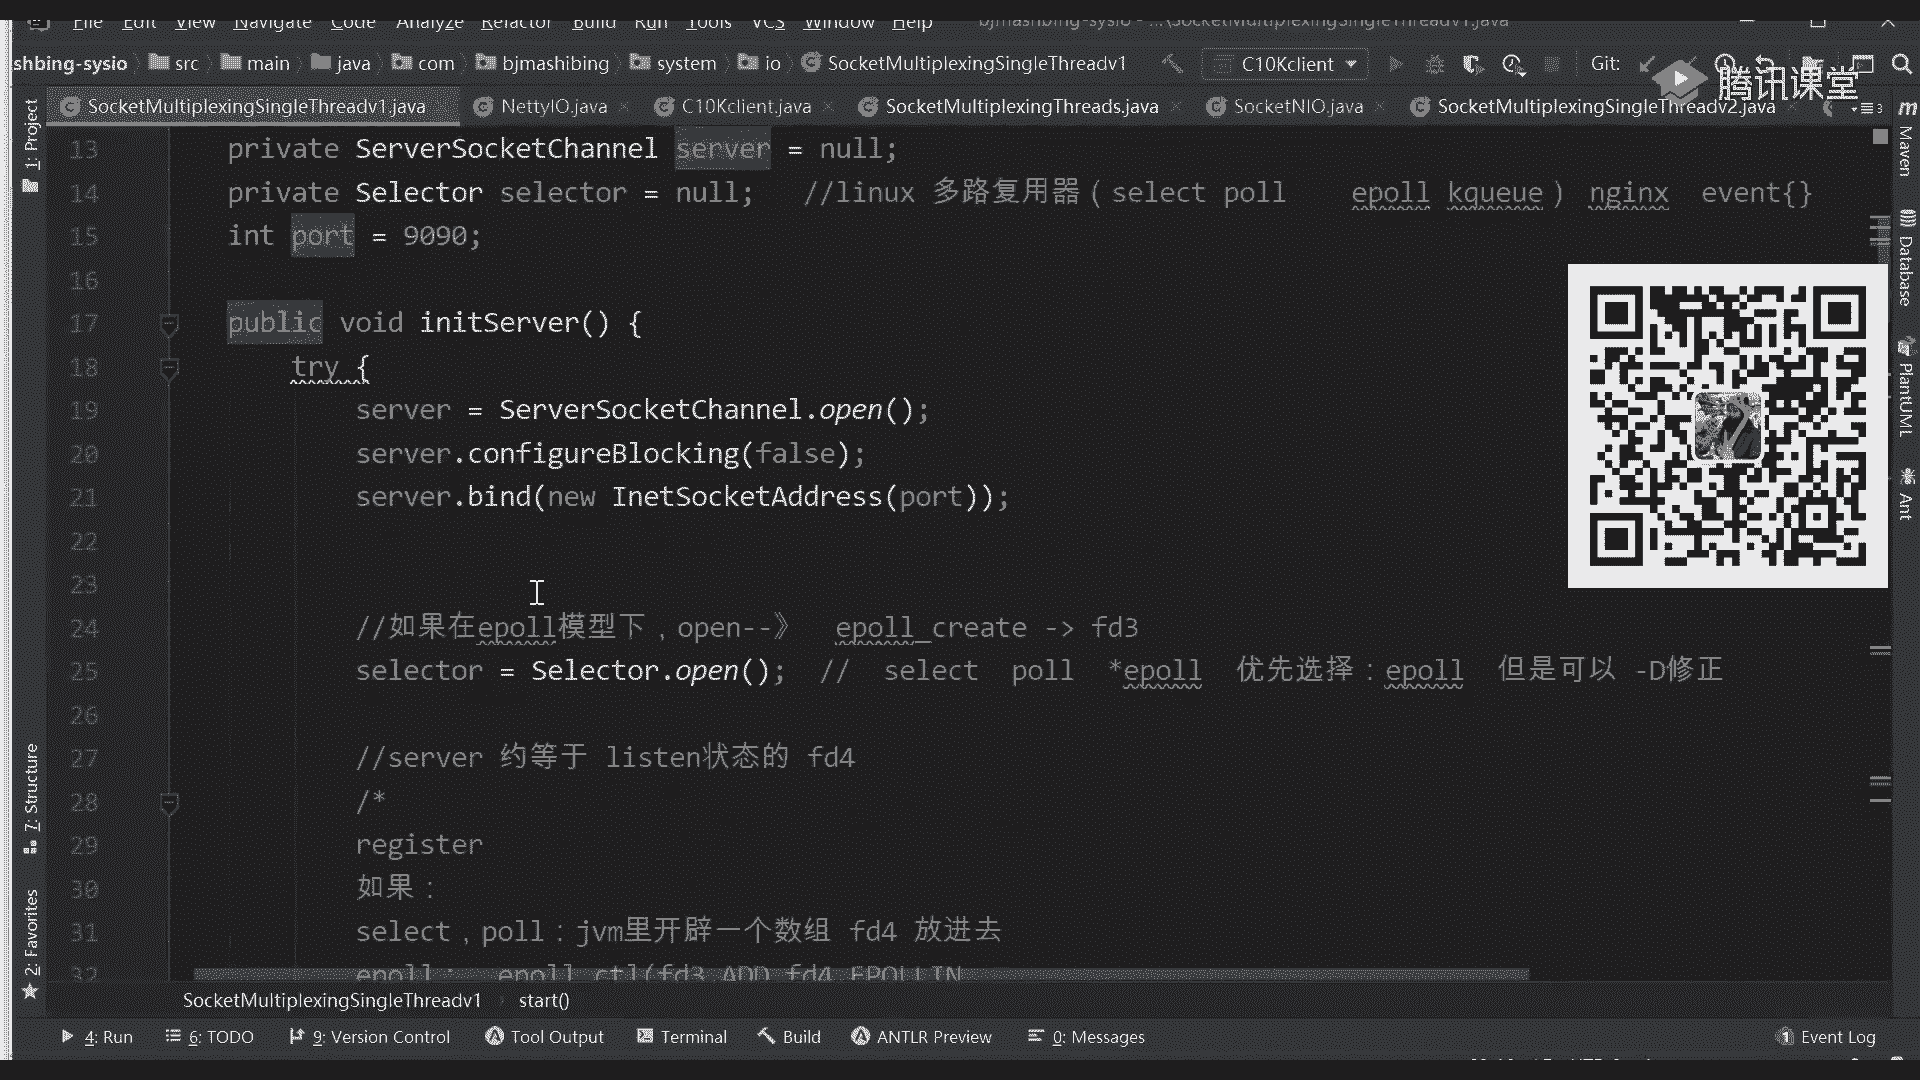 File Edit View Navigate Code Analyze Refactor Build Run Tools VCS Window Help bjmashibing-sysio - ...\SocketMultiplexingSingleThreadv1.java
shbing-sysio src main java com bjmashibing system io SocketMultiplexingSingleThreadv1 C10Kclient Git:
腾讯课堂
SocketMultiplexingSingleThreadv1.java NettyIO.java C10Kclient.java SocketMultiplexingThreads.java SocketNIO.java SocketMultiplexingSingleThreadv2.java
13 private ServerSocketChannel server = null;
14 private Selector selector = null; //linux 多路复用器（select poll epoll kqueue） nginx event{}
15 int port = 9090;
16
17 public void initServer() {
18 try {
19 server = ServerSocketChannel.open();
20 server.configureBlocking(false);
21 server.bind(new InetSocketAddress(port));
22
23
24 //如果在epoll模型下，open--》 epoll_create -> fd3
25 selector = Selector.open(); // select poll *epoll 优先选择：epoll 但是可以 -D修正
26
27 //server 约等于 listen状态的 fd4
28 /*
29 register
30 如果：
31 select，poll：jvm里开辟一个数组 fd4 放进去
32 epoll： epoll_ctl(fd3,ADD,fd4,EPOLLIN
SocketMultiplexingSingleThreadv1 start()
4: Run 6: TODO 9: Version Control Tool Output Terminal Build ANTLR Preview 0: Messages 1 Event Log
1: Project
7: Structure
2: Favorites
m Maven
Database
PlantUML
Ant